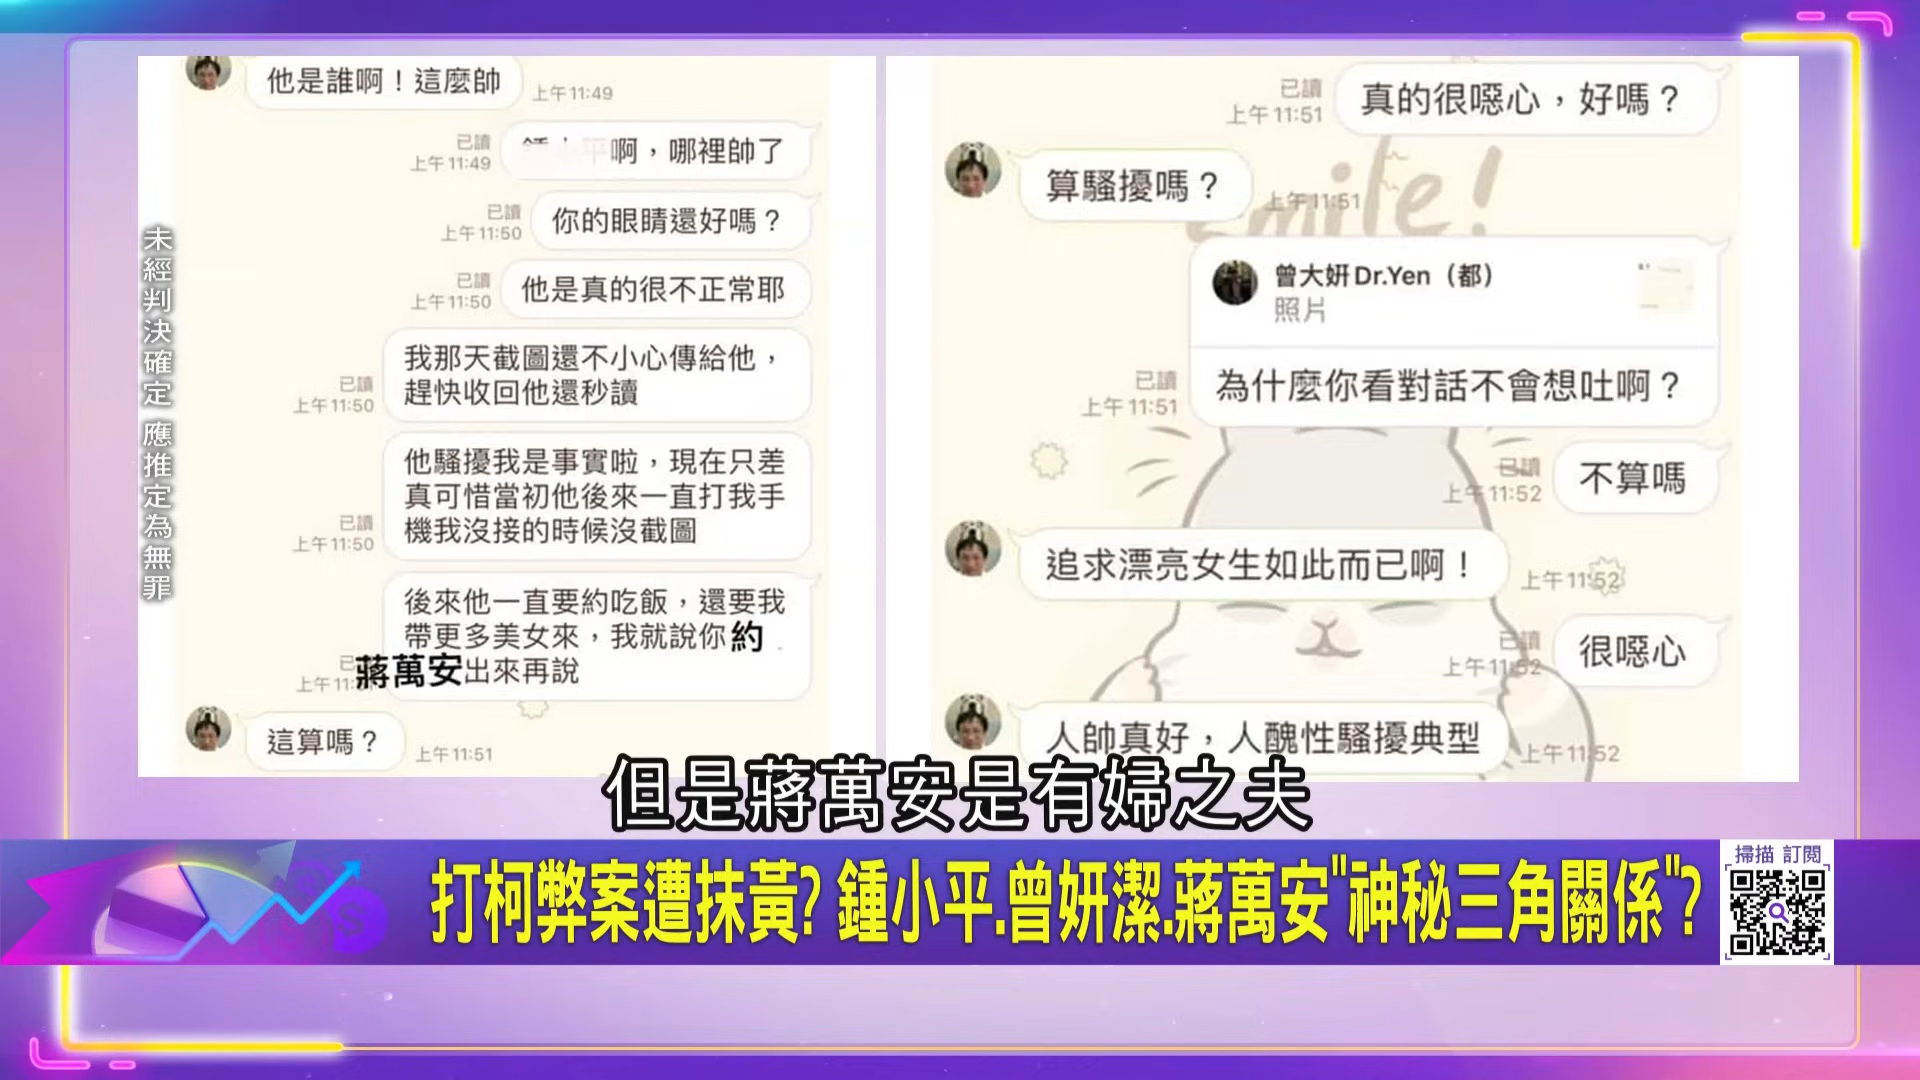 未經判決確定 應推定為無罪
他是誰啊！這麼帥
上午11:49
已讀
上午11:49
平啊，哪裡帥了
已讀
上午11:50
你的眼睛還好嗎？
已讀
上午11:50
他是真的很不正常耶
已讀
上午11:50
我那天截圖還不小心傳給他，
趕快收回他還秒讀
已讀
上午11:50
他騷擾我是事實啦，現在只差
真可惜當初他後來一直打我手
機我沒接的時候沒截圖
後來他一直要約吃飯，還要我
帶更多美女來，我就說你約
蔣萬安出來再說
這算嗎？
上午11:51
已讀
上午11:51
真的很噁心，好嗎？
算騷擾嗎？
上午11:51
smile!
曾大妍Dr.Yen（都）
照片
已讀
上午11:51
為什麼你看對話不會想吐啊？
已讀
上午11:52
不算嗎
追求漂亮女生如此而已啊！
上午11:52
已讀
上午11:52
很噁心
人帥真好，人醜性騷擾典型
上午11:52
但是蔣萬安是有婦之夫
打柯弊案遭抹黃? 鍾小平.曾妍潔.蔣萬安"神秘三角關係"?
掃描 訂閱